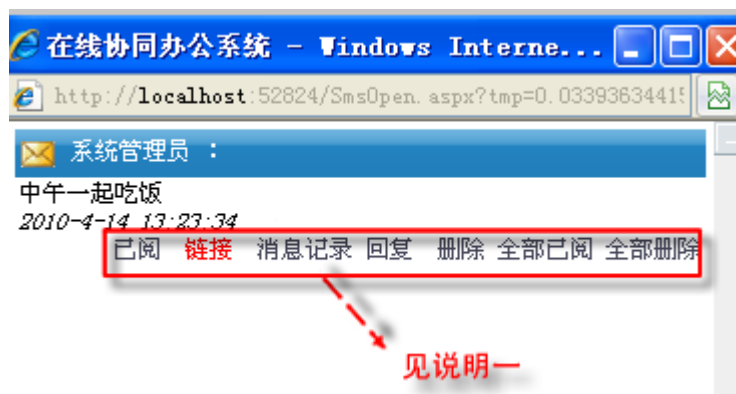 在线协同办公系统 - Windows Interne...
http://localhost:52824/SmsOpen.aspx?tmp=0.03393634415
系统管理员 ：
中午一起吃饭
2010-4-14 13:23:34
已阅 链接 消息记录 回复 删除 全部已阅 全部删除
见说明一